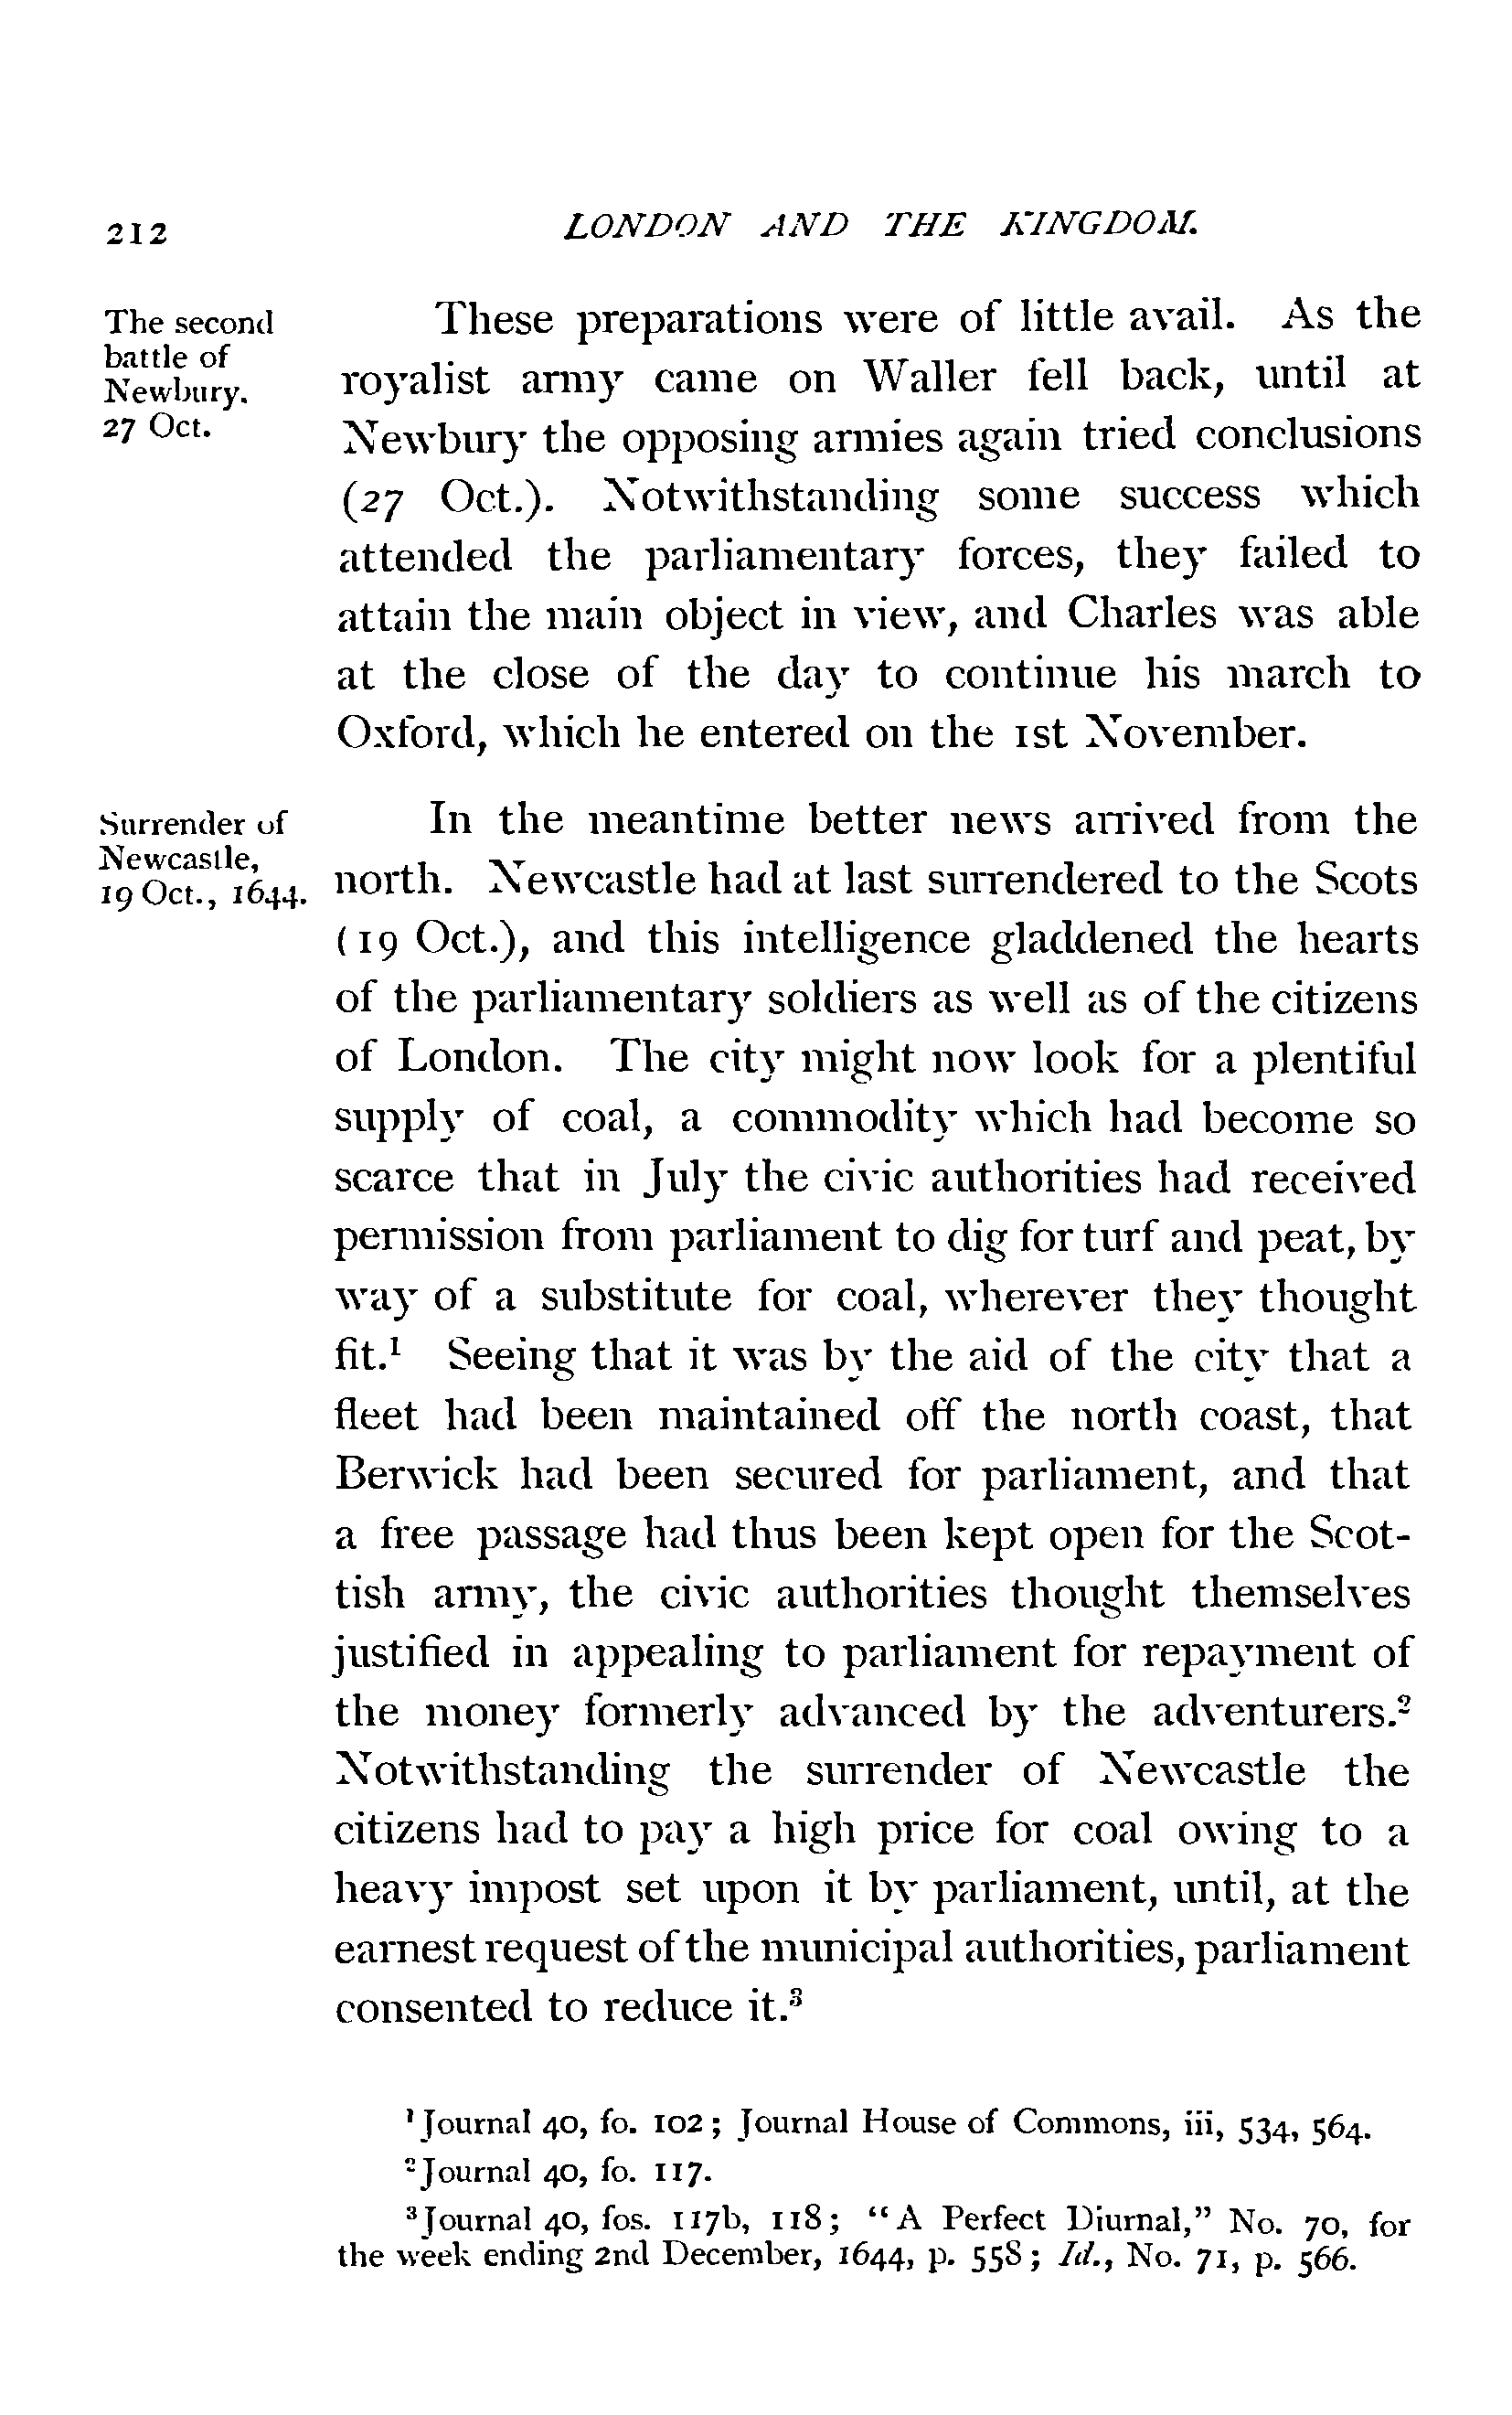 212
LONDON AND THE KINGDOM.
The second
battle of
Newbury.
27 Oct.
These preparations were of little avail. As the
royalist army came on Waller fell back, until at
Newbury the opposing armies again tried conclusions
(27 Oct.). Notwithstanding some success which
attended the parliamentary forces, they failed to
attain the main object in view, and Charles was able
at the close of the day to continue his march to
Oxford, which he entered on the 1st November.
Surrender of
Newcastle,
19 Oct., 1644.
In the meantime better news arrived from the
north. Newcastle had at last surrendered to the Scots
(19 Oct.), and this intelligence gladdened the hearts
of the parliamentary soldiers as well as of the citizens
of London. The city might now look for a plentiful
supply of coal, a commodity which had become so
scarce that in July the civic authorities had received
permission from parliament to dig for turf and peat, by
way of a substitute for coal, wherever they thought
fit.¹ Seeing that it was by the aid of the city that a
fleet had been maintained off the north coast, that
Berwick had been secured for parliament, and that
a free passage had thus been kept open for the Scot-
tish army, the civic authorities thought themselves
justified in appealing to parliament for repayment of
the money formerly advanced by the adventurers.²
Notwithstanding the surrender of Newcastle the
citizens had to pay a high price for coal owing to a
heavy impost set upon it by parliament, until, at the
earnest request of the municipal authorities, parliament
consented to reduce it.³
¹ Journal 40, fo. 102; Journal House of Commons, iii, 534, 564.
² Journal 40, fo. 117.
³ Journal 40, fos. 117b, 118; “A Perfect Diurnal,” No. 70, for
the week ending 2nd December, 1644, p. 558; Id., No. 71, p. 566.